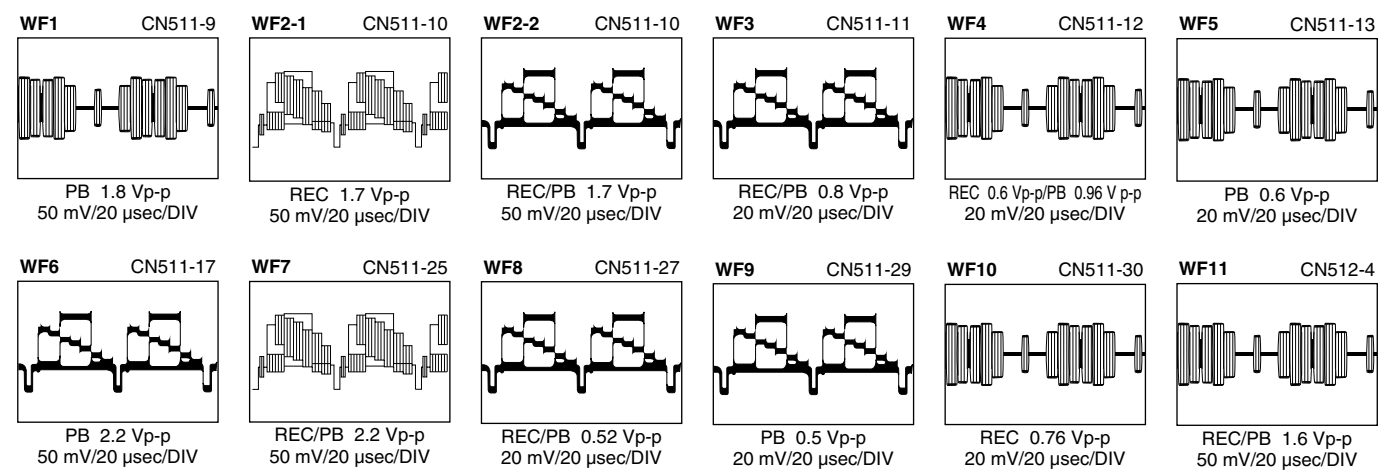 WF1 CN511-9 WF2-1 CN511-10 WF2-2 CN511-10 WF3 CN511-11 WF4 CN511-12 WF5 CN511-13
PB 1.8 Vp-p REC 1.7 Vp-p REC/PB 1.7 Vp-p REC/PB 0.8 Vp-p REC 0.6 Vp-p/PB 0.96 V p-p PB 0.6 Vp-p
50 mV/20 µsec/DIV 50 mV/20 µsec/DIV 50 mV/20 µsec/DIV 20 mV/20 µsec/DIV 20 mV/20 µsec/DIV 20 mV/20 µsec/DIV
WF6 CN511-17 WF7 CN511-25 WF8 CN511-27 WF9 CN511-29 WF10 CN511-30 WF11 CN512-4
PB 2.2 Vp-p REC/PB 2.2 Vp-p REC/PB 0.52 Vp-p PB 0.5 Vp-p REC 0.76 Vp-p REC/PB 1.6 Vp-p
50 mV/20 µsec/DIV 50 mV/20 µsec/DIV 20 mV/20 µsec/DIV 20 mV/20 µsec/DIV 20 mV/20 µsec/DIV 50 mV/20 µsec/DIV